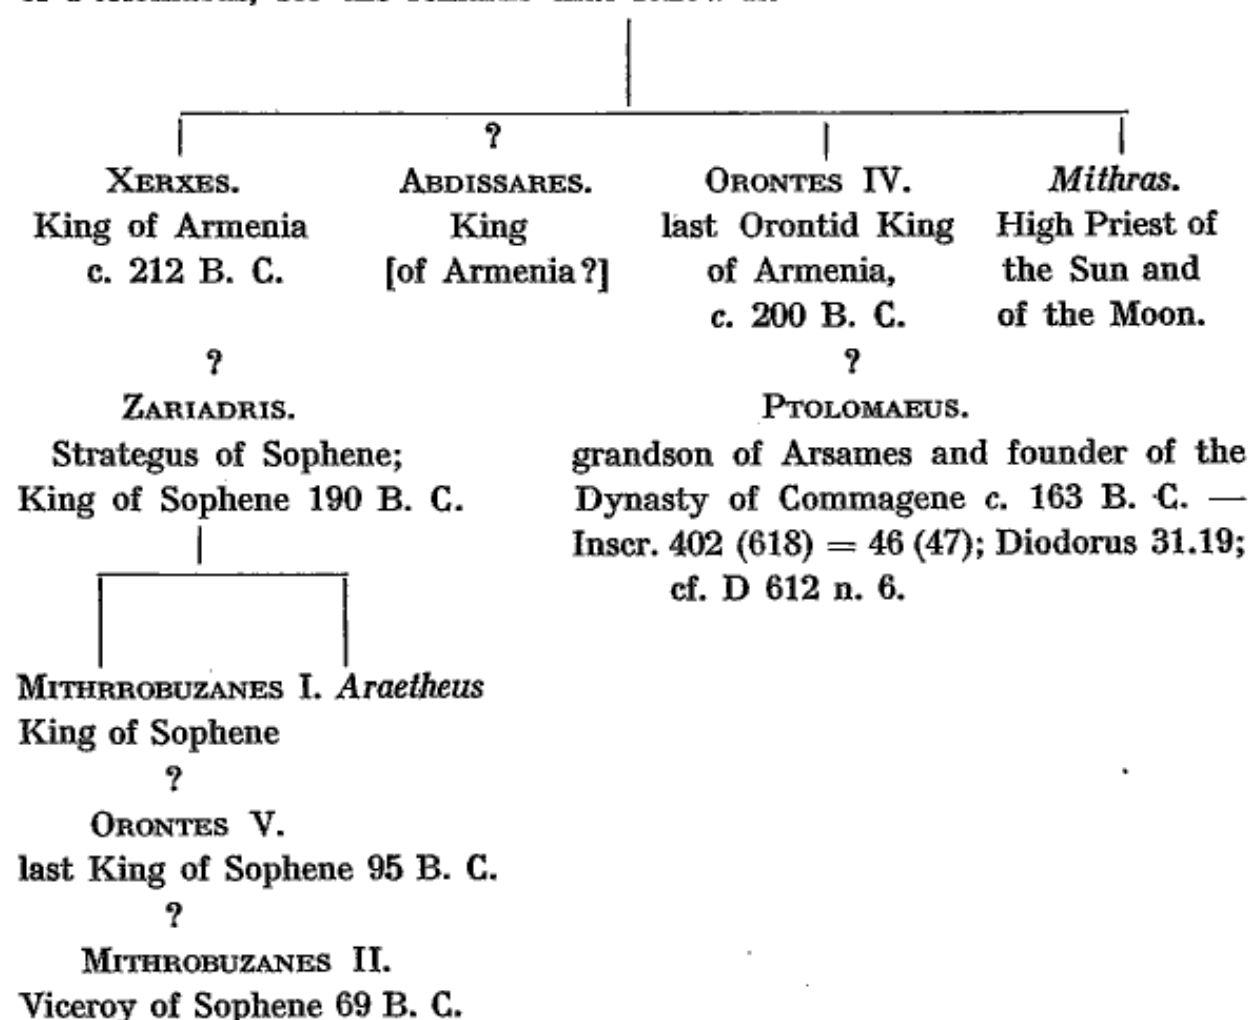 ?
XERXES. ABDISSARES. ORONTES IV. Mithras.
King of Armenia King last Orontid King High Priest of
c. 212 B. C. [of Armenia?] of Armenia, the Sun and
c. 200 B. C. of the Moon.
? ?
ZARIADRIS. PTOLOMAEUS.
Strategus of Sophene; grandson of Arsames and founder of the
King of Sophene 190 B. C. Dynasty of Commagene c. 163 B. C. —
Inscr. 402 (618) = 46 (47); Diodorus 31.19;
cf. D 612 n. 6.
MITHRROBUZANES I. Araetheus
King of Sophene
?
ORONTES V.
last King of Sophene 95 B. C.
?
MITHROBUZANES II.
Viceroy of Sophene 69 B. C.